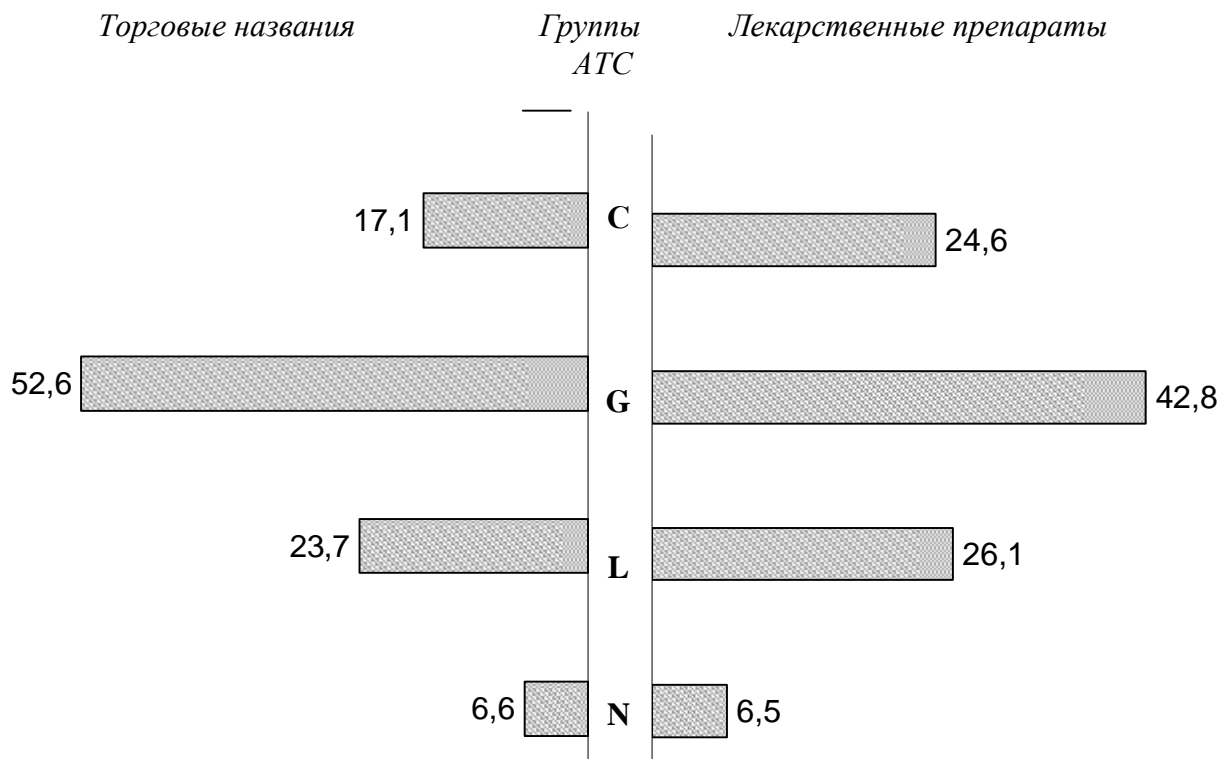 Торговые названия
Группы
АТС
Лекарственные препараты
17,1
C
24,6
52,6
G
42,8
23,7
L
26,1
6,6
N
6,5